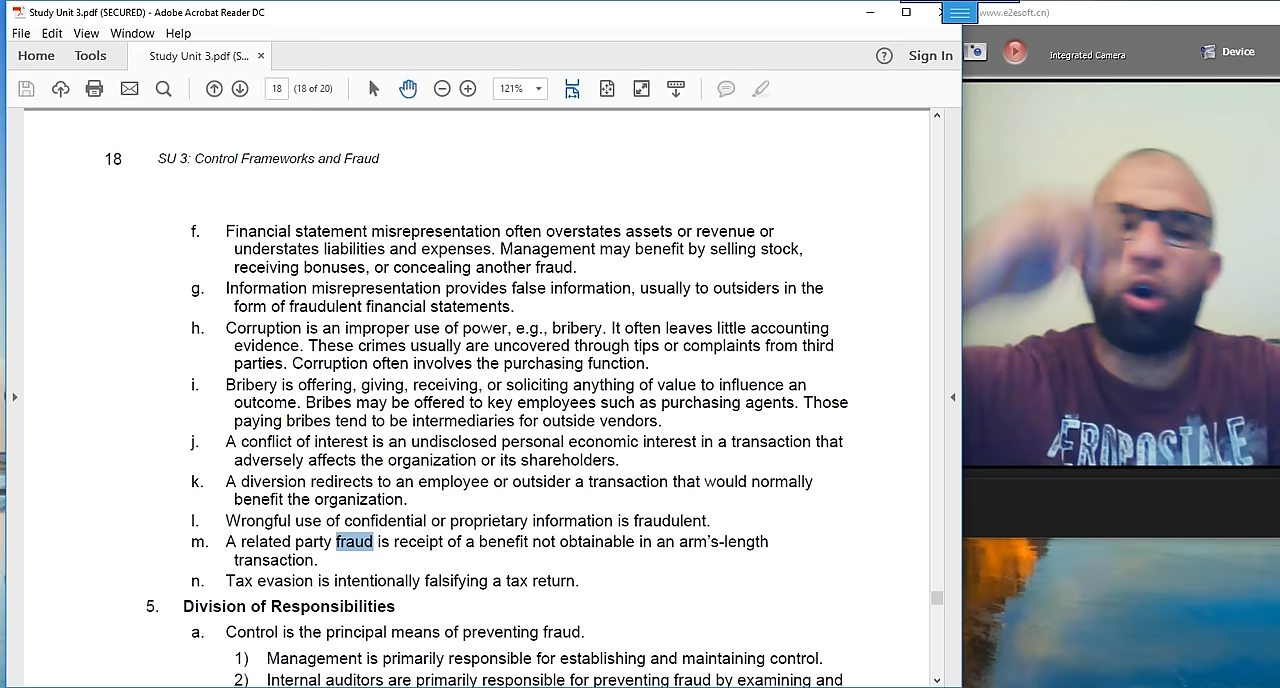 Study Unit 3.pdf (SECURED) - Adobe Acrobat Reader DC
www.e2esoft.cn)
File Edit View Window Help
Home Tools Study Unit 3.pdf (S... × ? Sign In
Integrated Camera Device
18 (18 of 20) 121%
18 SU 3: Control Frameworks and Fraud
f. Financial statement misrepresentation often overstates assets or revenue or
understates liabilities and expenses. Management may benefit by selling stock,
receiving bonuses, or concealing another fraud.
g. Information misrepresentation provides false information, usually to outsiders in the
form of fraudulent financial statements.
h. Corruption is an improper use of power, e.g., bribery. It often leaves little accounting
evidence. These crimes usually are uncovered through tips or complaints from third
parties. Corruption often involves the purchasing function.
i. Bribery is offering, giving, receiving, or soliciting anything of value to influence an
outcome. Bribes may be offered to key employees such as purchasing agents. Those
paying bribes tend to be intermediaries for outside vendors.
j. A conflict of interest is an undisclosed personal economic interest in a transaction that
adversely affects the organization or its shareholders.
k. A diversion redirects to an employee or outsider a transaction that would normally
benefit the organization.
l. Wrongful use of confidential or proprietary information is fraudulent.
m. A related party fraud is receipt of a benefit not obtainable in an arm's-length
transaction.
n. Tax evasion is intentionally falsifying a tax return.
5. Division of Responsibilities
a. Control is the principal means of preventing fraud.
1) Management is primarily responsible for establishing and maintaining control.
2) Internal auditors are primarily responsible for preventing fraud by examining and
AEROPOSTALE